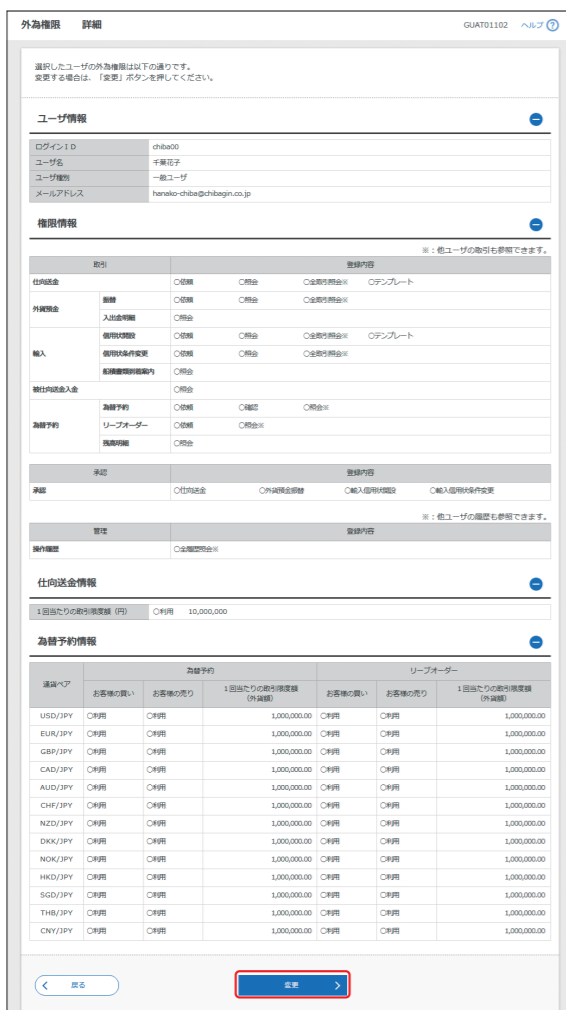 外為権限　詳細
GUAT01102　ヘルプ ?
選択したユーザの外為権限は以下の通りです。
変更する場合は、「変更」ボタンを押してください。
ユーザ情報
ログインＩＤ　chiba00
ユーザ名　千葉花子
ユーザ種別　一般ユーザ
メールアドレス　hanako-chiba@chibagin.co.jp
権限情報
※：他ユーザの取引も参照できます。
取引　登録内容
仕向送金　○依頼　○照会　○全取引照会※　○テンプレート
外貨預金　振替　○依頼　○照会　○全取引照会※
入出金明細　○照会
輸入　信用状開設　○依頼　○照会　○全取引照会※　○テンプレート
信用状条件変更　○依頼　○照会　○全取引照会※
船積書類到着案内　○照会
被仕向送金入金　○照会
為替予約　為替予約　○依頼　○確認　○照会※
リーブオーダー　○依頼　○照会※
残高明細　○照会
承認　登録内容
承認　○仕向送金　○外貨預金振替　○輸入信用状開設　○輸入信用状条件変更
※：他ユーザの履歴も参照できます。
管理　登録内容
操作履歴　○全履歴照会※
仕向送金情報
１回当たりの取引限度額（円）　○利用　10,000,000
為替予約情報
通貨ペア　為替予約　リーブオーダー
お客様の買い　お客様の売り　１回当たりの取引限度額（外貨額）　お客様の買い　お客様の売り　１回当たりの取引限度額（外貨額）
USD/JPY　○利用　○利用　1,000,000.00　○利用　○利用　1,000,000.00
EUR/JPY　○利用　○利用　1,000,000.00　○利用　○利用　1,000,000.00
GBP/JPY　○利用　○利用　1,000,000.00　○利用　○利用　1,000,000.00
CAD/JPY　○利用　○利用　1,000,000.00　○利用　○利用　1,000,000.00
AUD/JPY　○利用　○利用　1,000,000.00　○利用　○利用　1,000,000.00
CHF/JPY　○利用　○利用　1,000,000.00　○利用　○利用　1,000,000.00
NZD/JPY　○利用　○利用　1,000,000.00　○利用　○利用　1,000,000.00
DKK/JPY　○利用　○利用　1,000,000.00　○利用　○利用　1,000,000.00
NOK/JPY　○利用　○利用　1,000,000.00　○利用　○利用　1,000,000.00
HKD/JPY　○利用　○利用　1,000,000.00　○利用　○利用　1,000,000.00
SGD/JPY　○利用　○利用　1,000,000.00　○利用　○利用　1,000,000.00
THB/JPY　○利用　○利用　1,000,000.00　○利用　○利用　1,000,000.00
CNY/JPY　○利用　○利用　1,000,000.00　○利用　○利用　1,000,000.00
戻る　変更